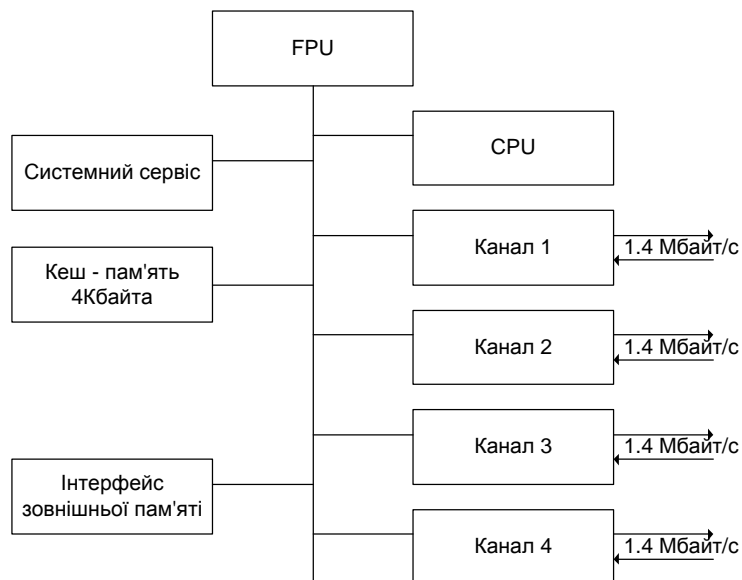 FPU
CPU
Системний сервіс
Канал 1
1.4 Мбайт/с
Кеш - пам'ять
4Кбайта
Канал 2
1.4 Мбайт/с
Канал 3
1.4 Мбайт/с
Інтерфейс
зовнішньої пам'яті
Канал 4
1.4 Мбайт/с